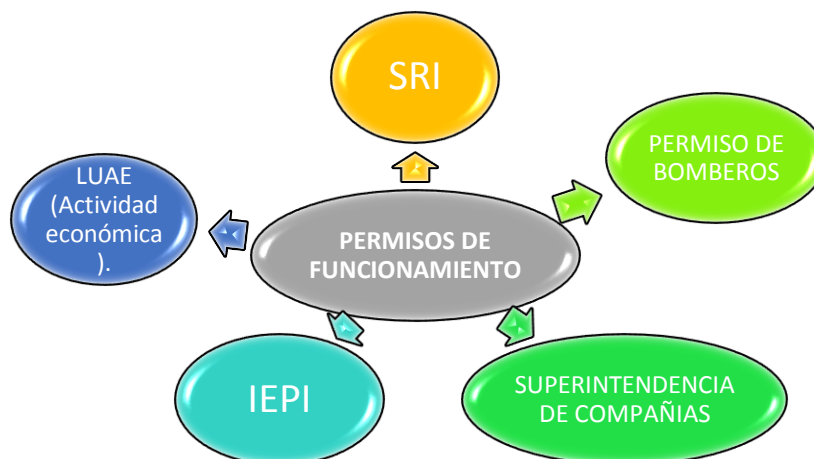 SRI
PERMISO DE
BOMBEROS
LUAE
(Actividad
económica
).
PERMISOS DE
FUNCIONAMIENTO
IEPI
SUPERINTENDENCIA
DE COMPAÑIAS